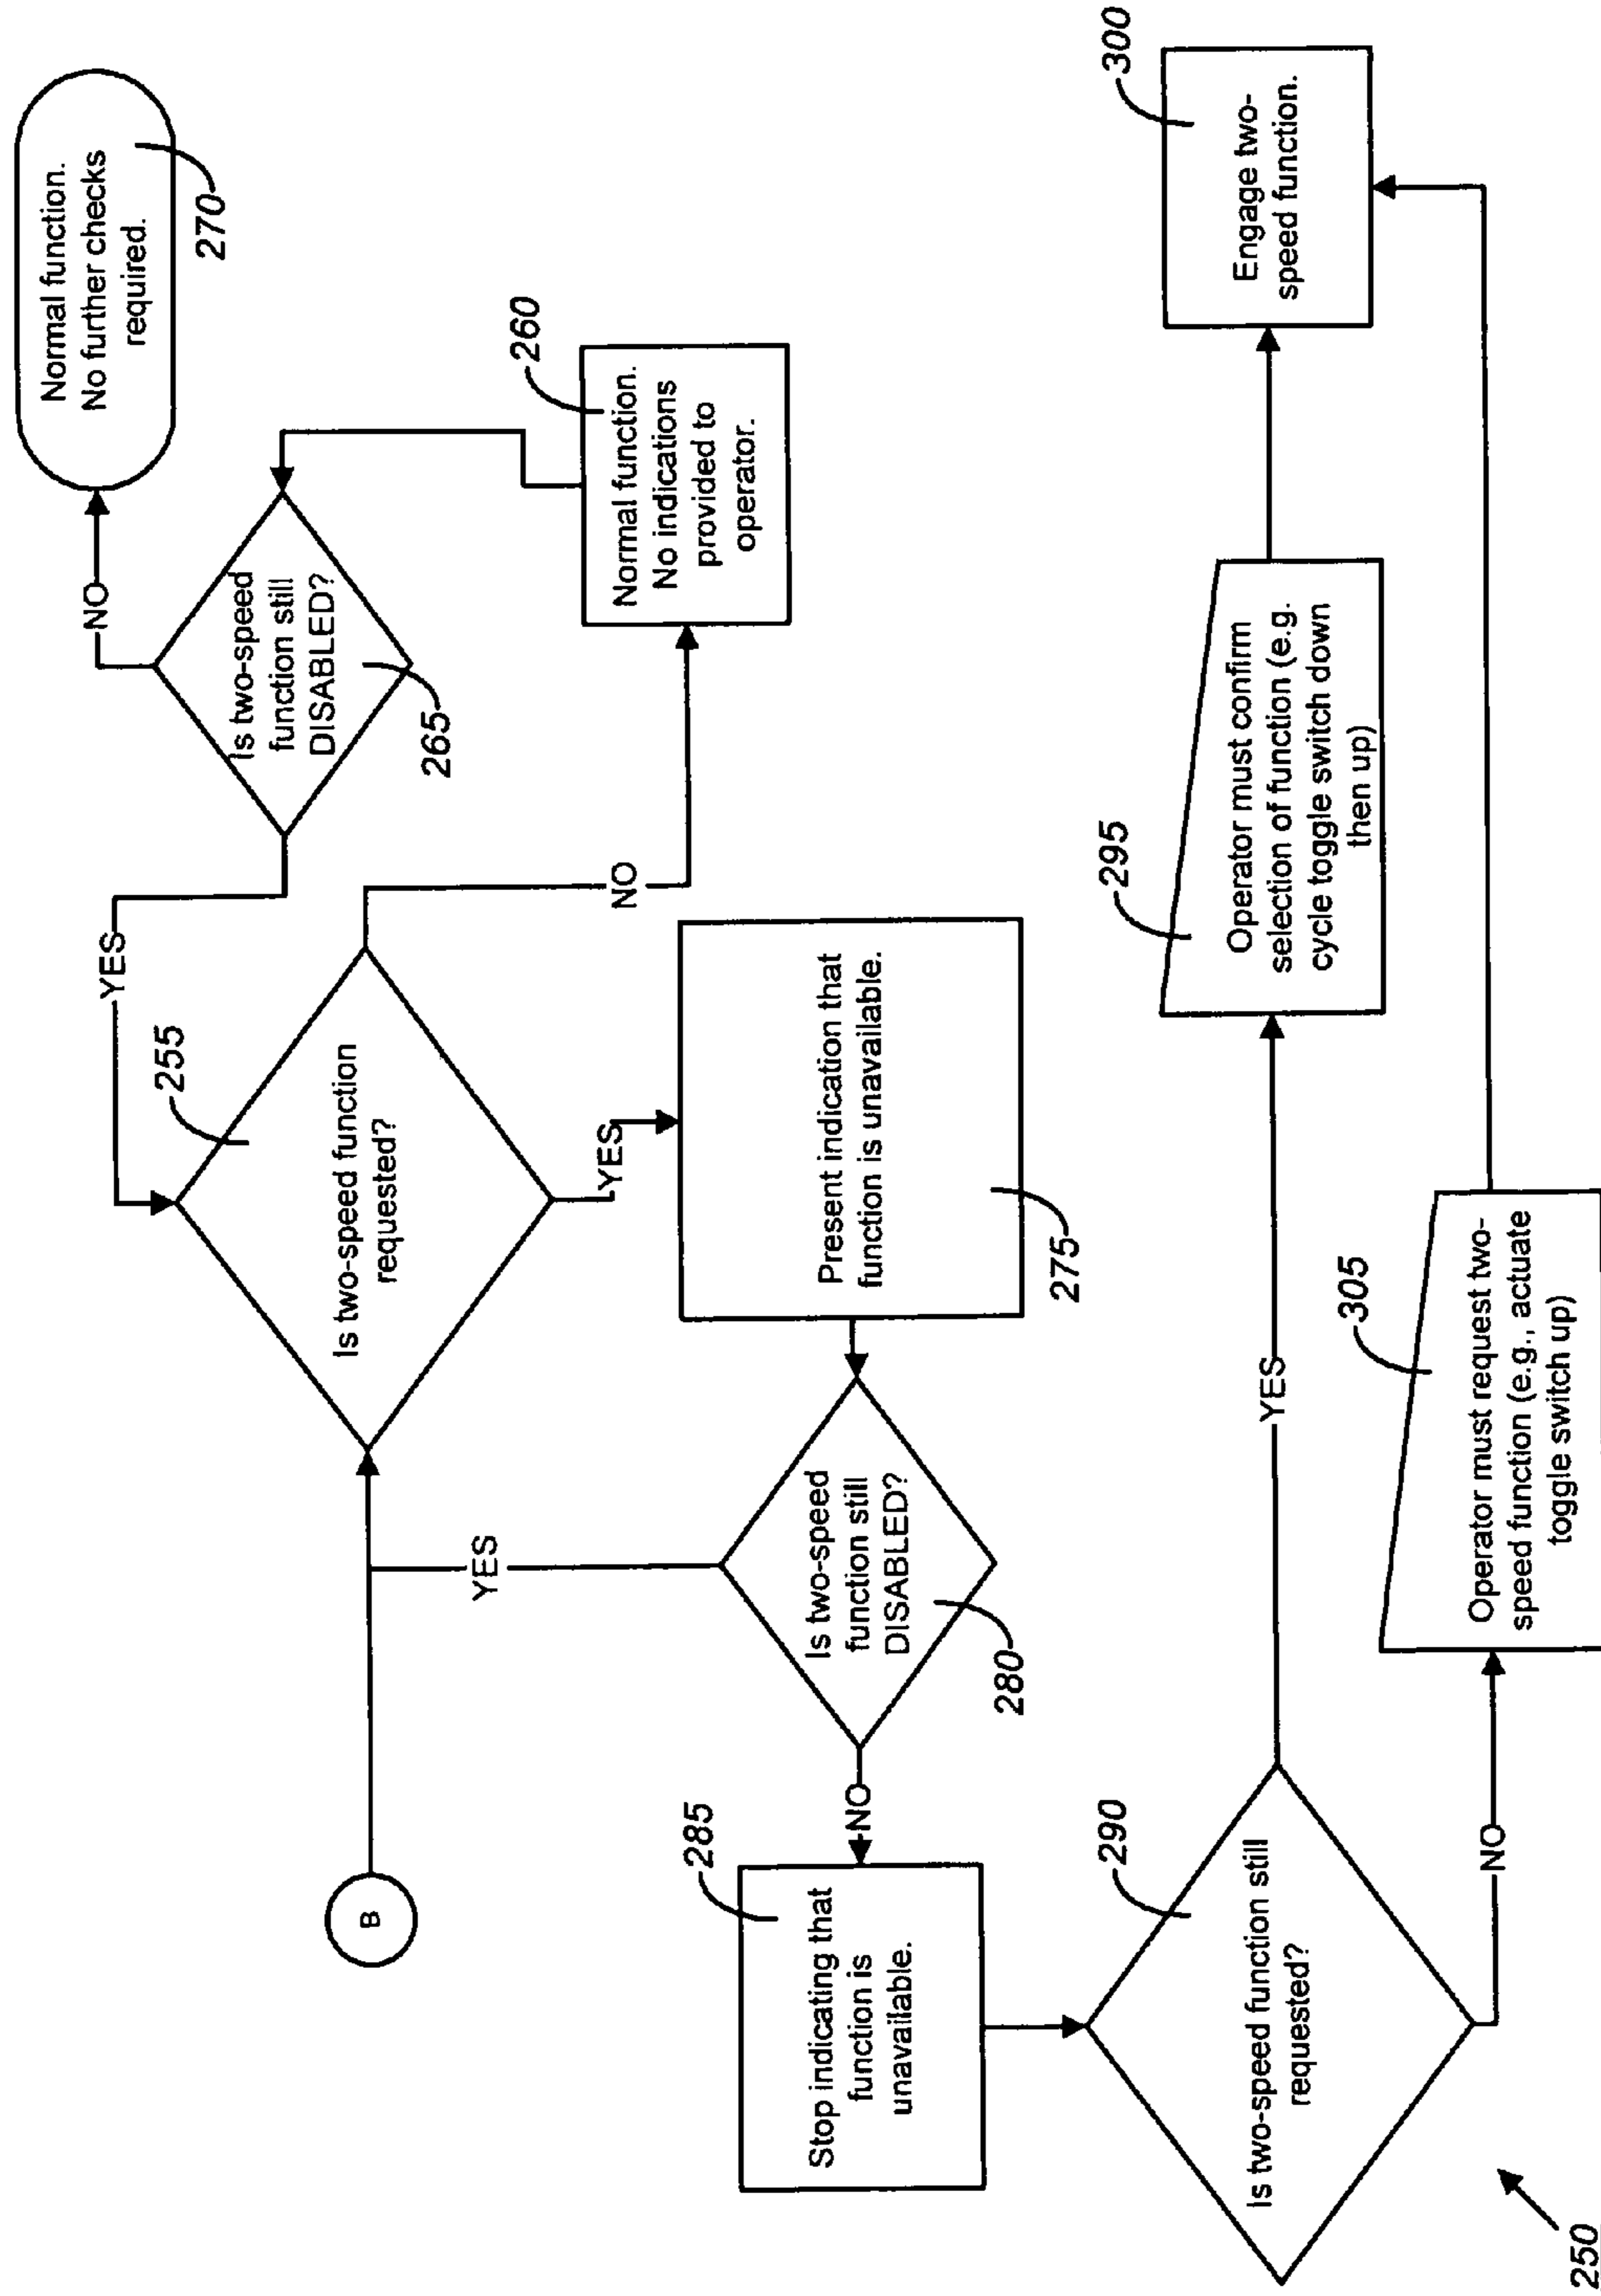 B
Is two-speed function
requested?
255
YES
NO
Is two-speed
function still
DISABLED?
265
NO
YES
Normal function.
No further checks
required.
270
Normal function.
No indications
provided to
operator.
260
Present indication that
function is unavailable.
275
Is two-speed
function still
DISABLED?
280
YES
NO
Stop indicating that
function is
unavailable.
285
Is two-speed function still
requested?
290
YES
NO
Operator must confirm
selection of function (e.g.
cycle toggle switch down
then up)
295
Engage two-
speed function.
300
Operator must request two-
speed function (e.g., actuate
toggle switch up)
305
250